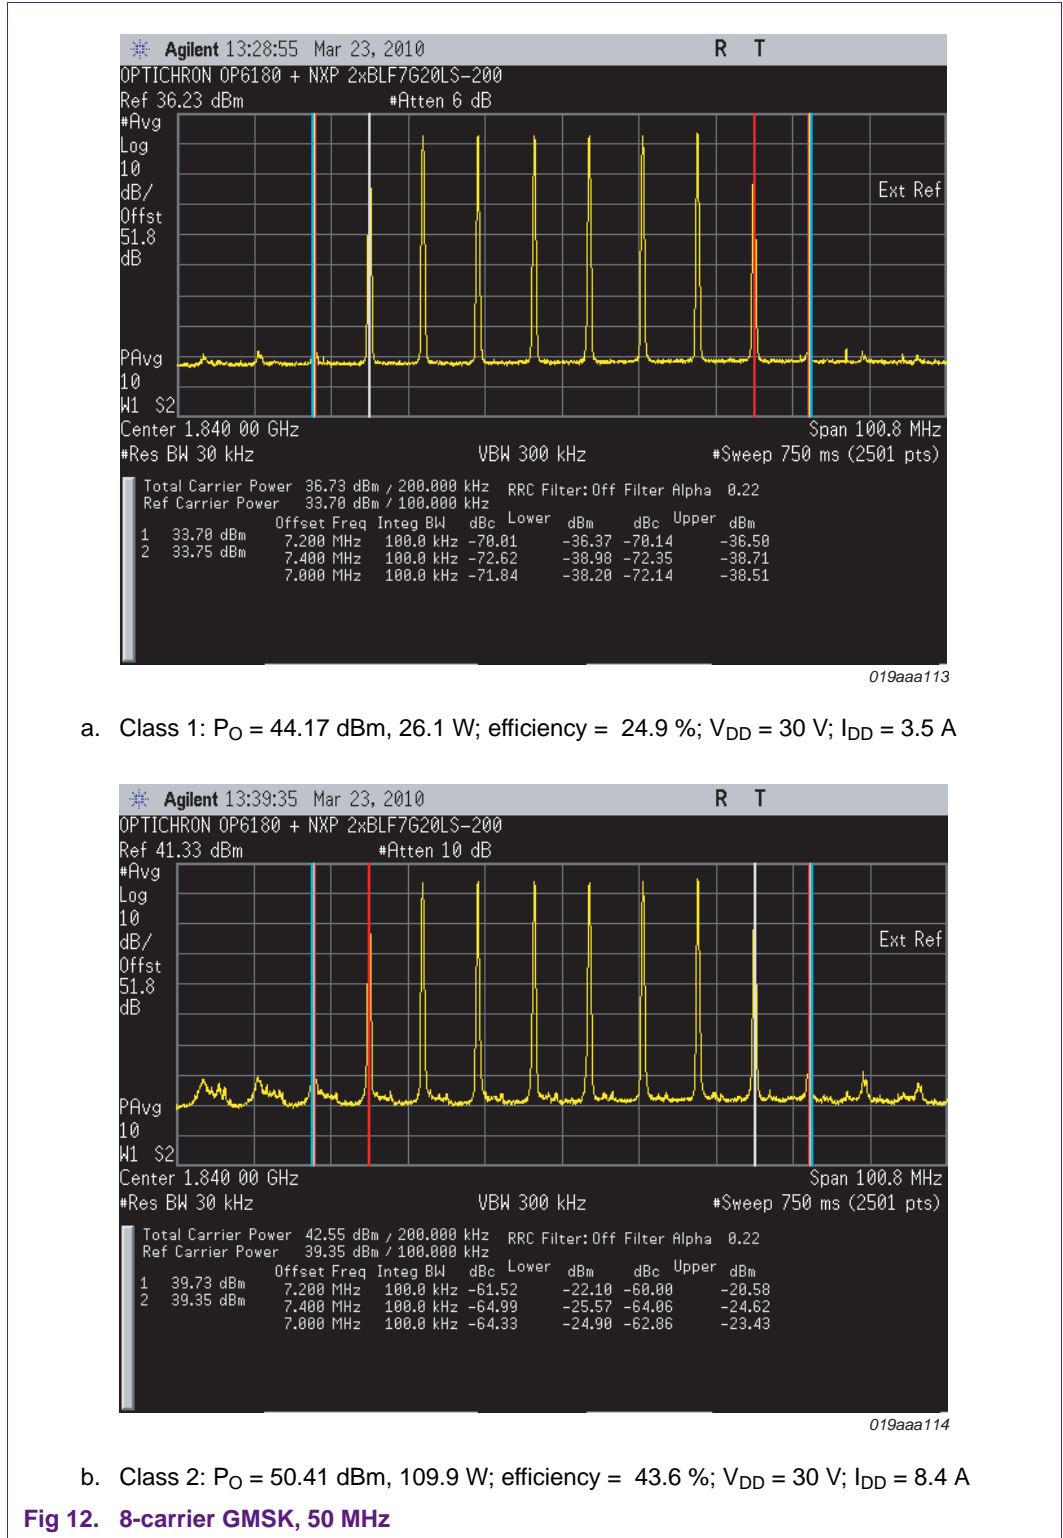 Agilent 13:28:55 Mar 23, 2010 R T
OPTICHRON OP6180 + NXP 2xBLF7G20LS-200
Ref 36.23 dBm #Atten 6 dB
#Avg
Log
10
dB/
Offst
51.8
dB
Ext Ref
PAvg
10
W1 S2
Center 1.840 00 GHz Span 100.8 MHz
#Res BW 30 kHz VBW 300 kHz #Sweep 750 ms (2501 pts)
Total Carrier Power 36.73 dBm / 200.000 kHz RRC Filter: Off Filter Alpha 0.22
Ref Carrier Power 33.70 dBm / 100.000 kHz
Lower Upper
Offset Freq Integ BW dBc dBm dBc dBm
1 33.70 dBm 7.200 MHz 100.0 kHz -70.01 -36.37 -70.14 -36.50
2 33.75 dBm 7.400 MHz 100.0 kHz -72.62 -38.98 -72.35 -38.71
7.000 MHz 100.0 kHz -71.84 -38.20 -72.14 -38.51
019aaa113
a. Class 1: PO = 44.17 dBm, 26.1 W; efficiency = 24.9 %; VDD = 30 V; IDD = 3.5 A
Agilent 13:39:35 Mar 23, 2010 R T
OPTICHRON OP6180 + NXP 2xBLF7G20LS-200
Ref 41.33 dBm #Atten 10 dB
#Avg
Log
10
dB/
Offst
51.8
dB
Ext Ref
PAvg
10
W1 S2
Center 1.840 00 GHz Span 100.8 MHz
#Res BW 30 kHz VBW 300 kHz #Sweep 750 ms (2501 pts)
Total Carrier Power 42.55 dBm / 200.000 kHz RRC Filter: Off Filter Alpha 0.22
Ref Carrier Power 39.35 dBm / 100.000 kHz
Lower Upper
Offset Freq Integ BW dBc dBm dBc dBm
1 39.73 dBm 7.200 MHz 100.0 kHz -61.52 -22.10 -60.00 -20.58
2 39.35 dBm 7.400 MHz 100.0 kHz -64.99 -25.57 -64.06 -24.62
7.000 MHz 100.0 kHz -64.33 -24.90 -62.86 -23.43
019aaa114
b. Class 2: PO = 50.41 dBm, 109.9 W; efficiency = 43.6 %; VDD = 30 V; IDD = 8.4 A
Fig 12. 8-carrier GMSK, 50 MHz